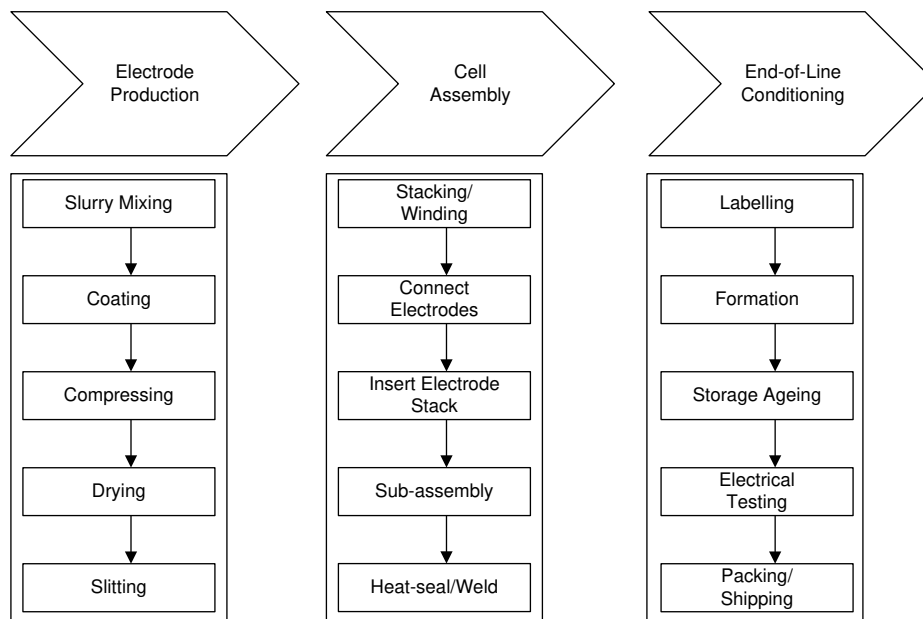 Electrode
Production
Cell
Assembly
End-of-Line
Conditioning
Slurry Mixing
Coating
Compressing
Drying
Slitting
Stacking/
Winding
Connect
Electrodes
Insert Electrode
Stack
Sub-assembly
Heat-seal/Weld
Labelling
Formation
Storage Ageing
Electrical
Testing
Packing/
Shipping